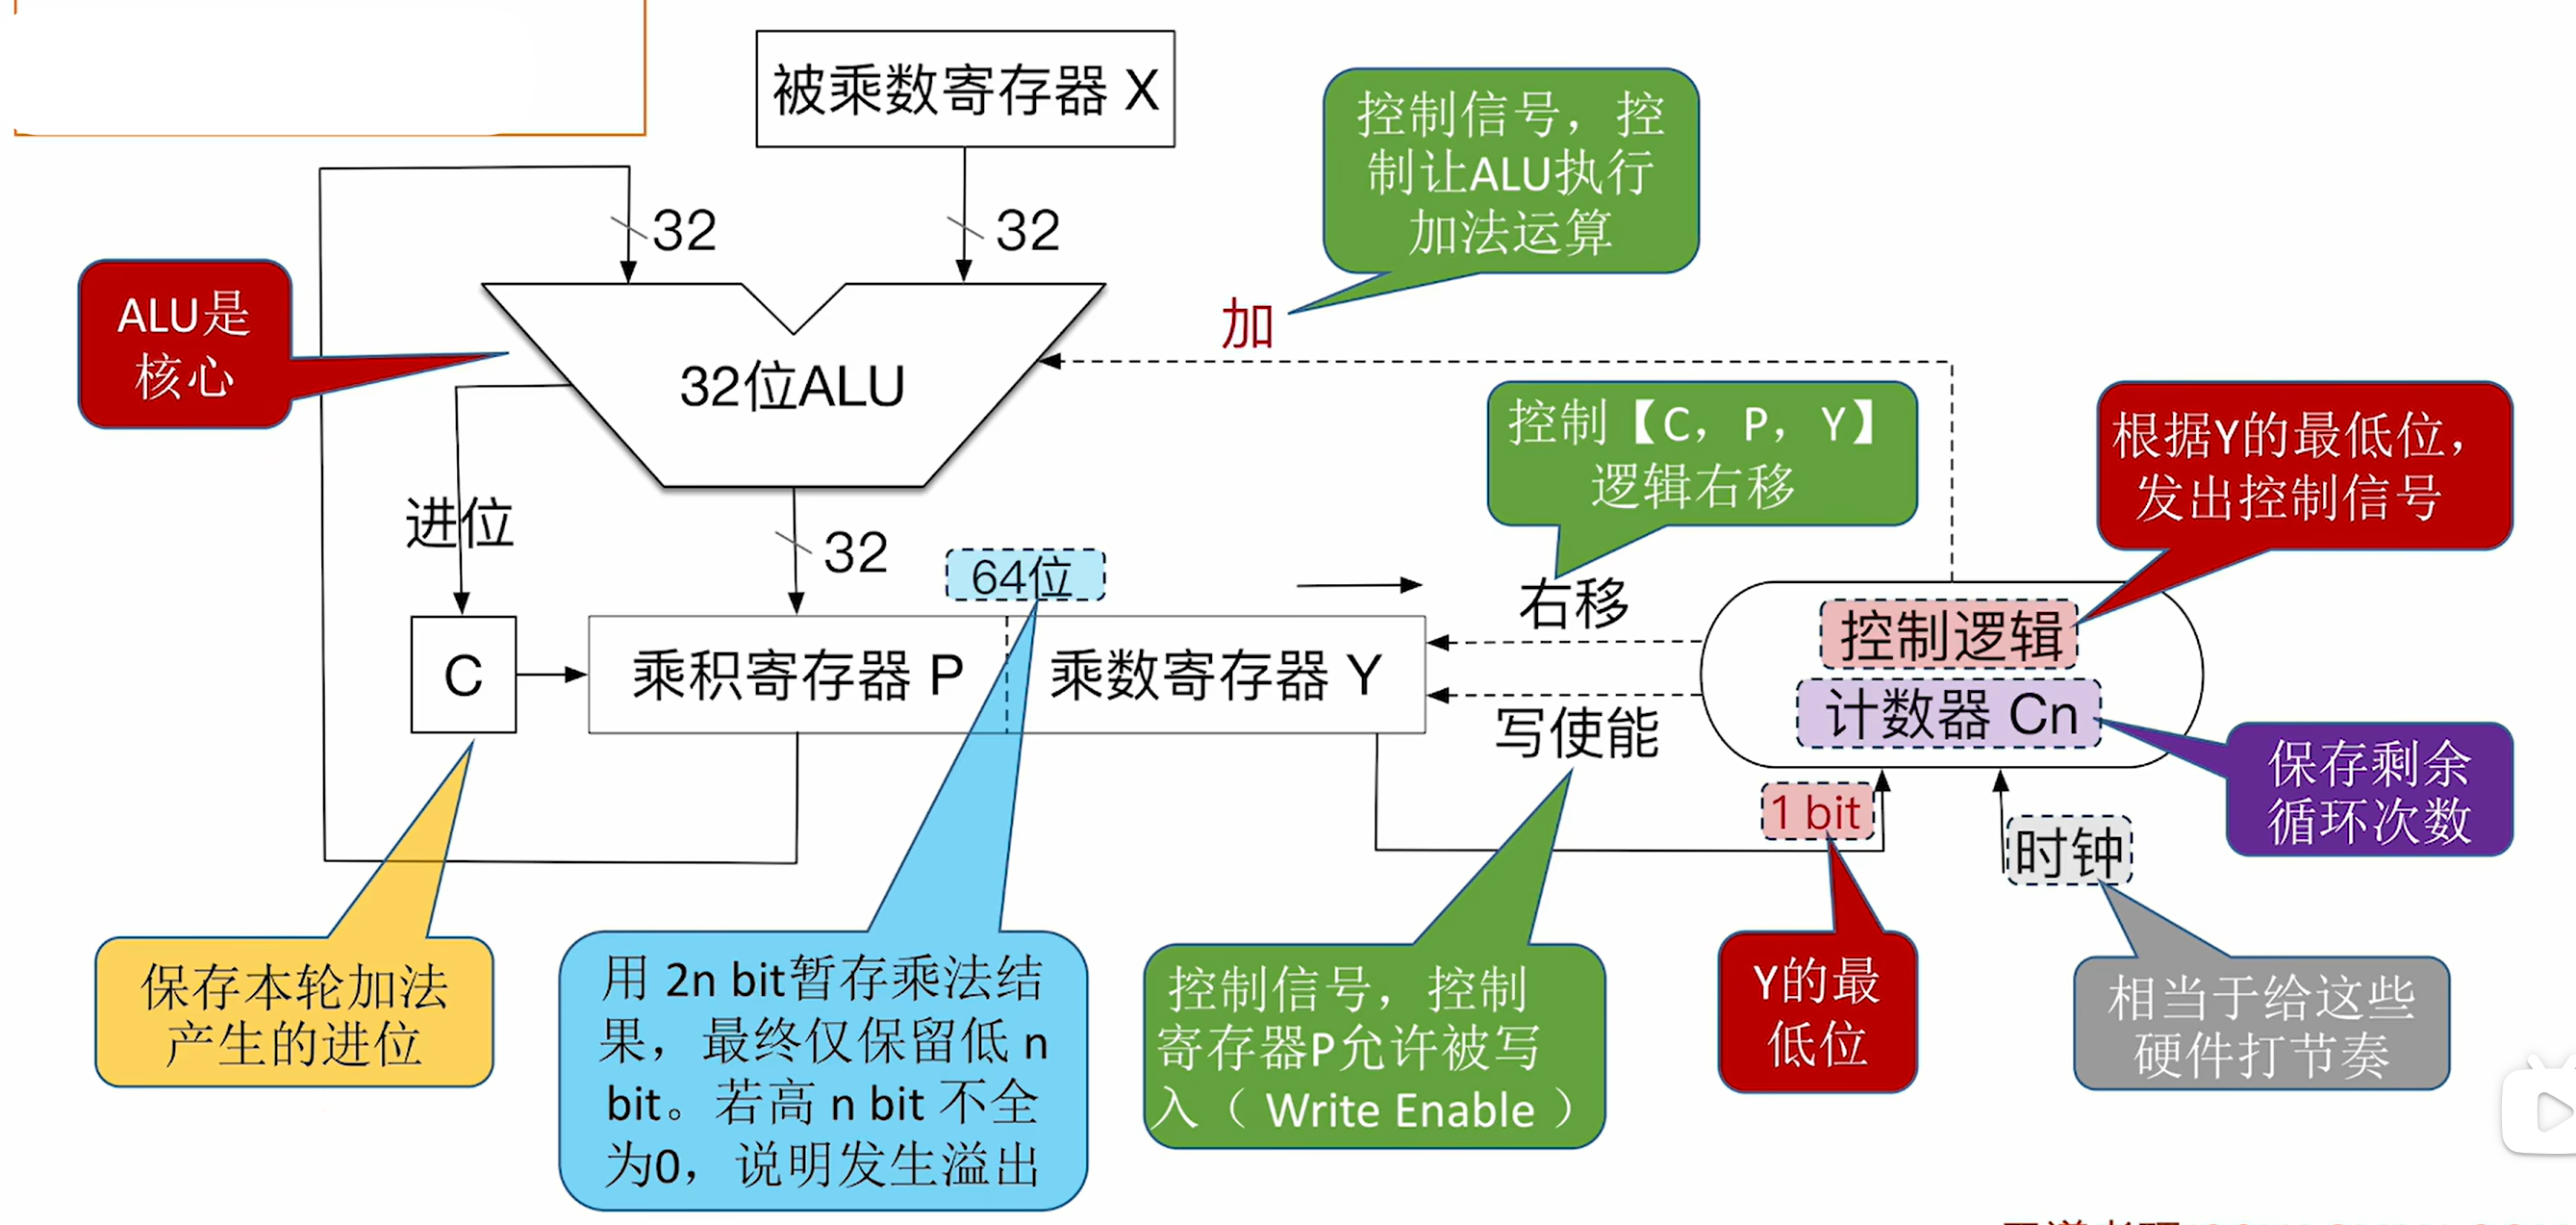 被乘数寄存器 X
控制信号，控
制让ALU执行
加法运算
32
32
ALU是
核心
加
32位ALU
控制【C，P，Y】
逻辑右移
根据Y的最低位，
发出控制信号
进位
32
64位
右移
控制逻辑
C
乘积寄存器 P
乘数寄存器 Y
计数器 Cn
写使能
保存剩余
循环次数
1 bit
时钟
保存本轮加法
产生的进位
用 2n bit暂存乘法结
果，最终仅保留低 n
bit。若高 n bit 不全
为0，说明发生溢出
控制信号，控制
寄存器P允许被写
入（ Write Enable ）
Y的最
低位
相当于给这些
硬件打节奏